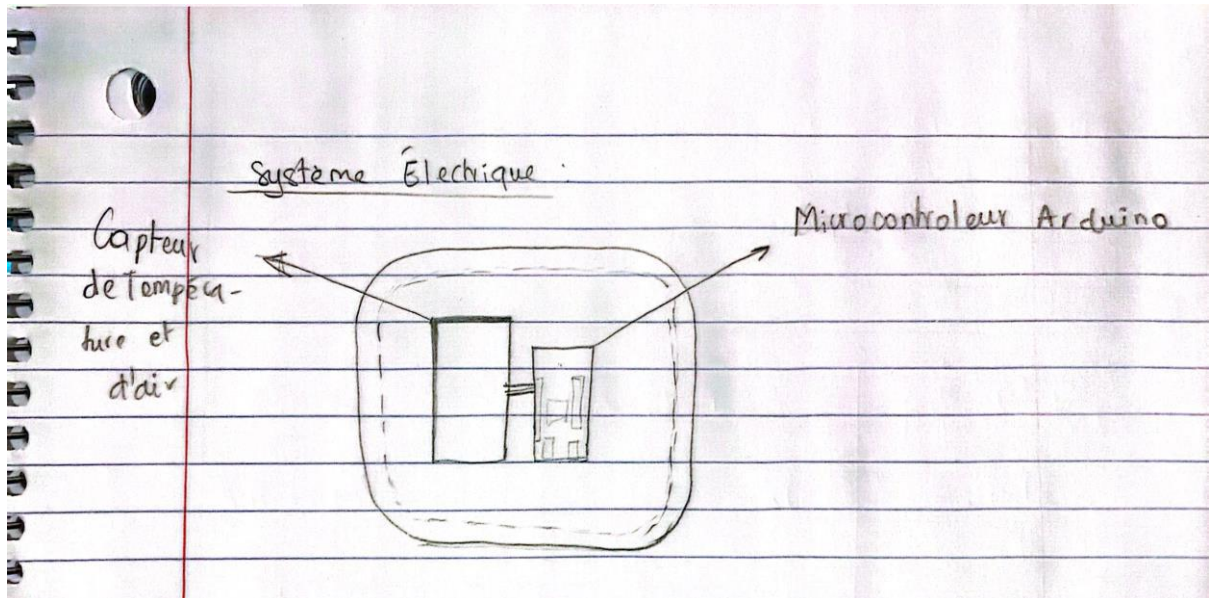 Système Électrique :
Capteur
de Tempéra-
ture et
d'air
Microcontroleur Arduino